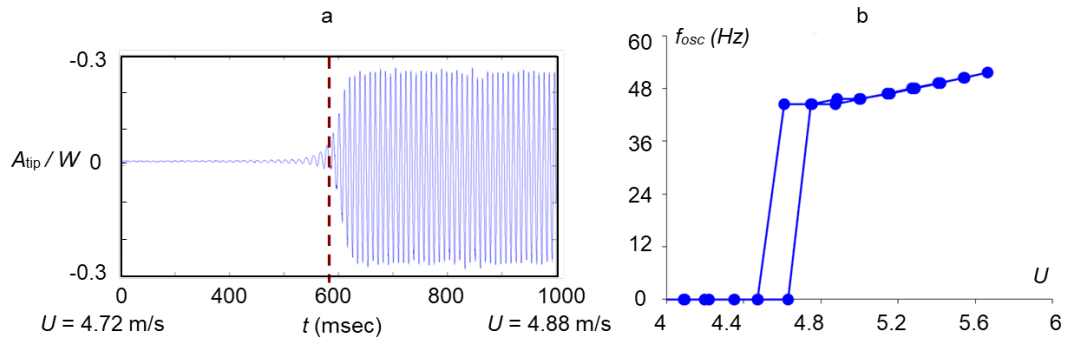 a
-0.3
Atip / W 0
-0.3
0 200 400 600 800 1000
U = 4.72 m/s t (msec) U = 4.88 m/s
b
fosc (Hz)
60
48
36
24
12
0
U
4 4.4 4.8 5.2 5.6 6